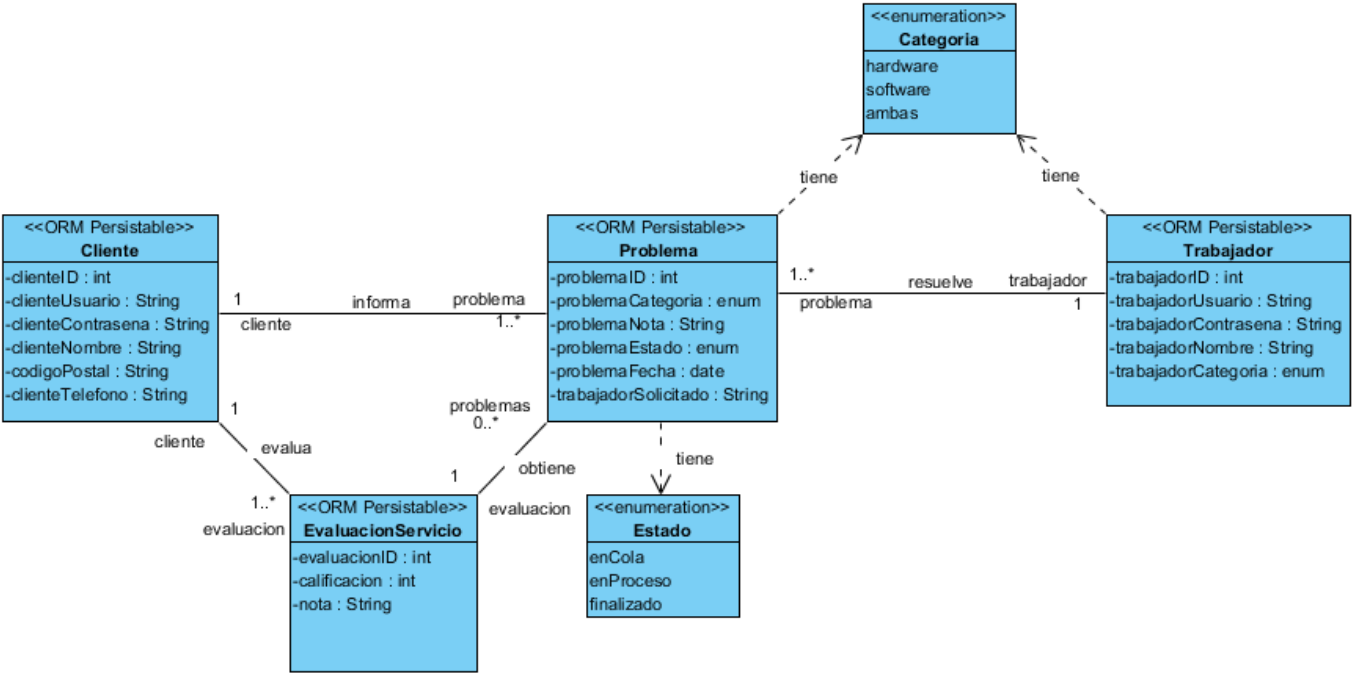 <<enumeration>>
Categoria
hardware
software
ambas
tiene
tiene
<<ORM Persistable>>
Cliente
-clienteID : int
-clienteUsuario : String
-clienteContrasena : String
-clienteNombre : String
-codigoPostal : String
-clienteTelefono : String
1
cliente
informa
problema
1..*
<<ORM Persistable>>
Problema
-problemaID : int
-problemaCategoria : enum
-problemaNota : String
-problemaEstado : enum
-problemaFecha : date
-trabajadorSolicitado : String
1..*
problema
resuelve
trabajador
1
<<ORM Persistable>>
Trabajador
-trabajadorID : int
-trabajadorUsuario : String
-trabajadorContrasena : String
-trabajadorNombre : String
-trabajadorCategoria : enum
1
cliente
evalua
1..*
evaluacion
problemas
0..*
obtiene
1
evaluacion
tiene
<<ORM Persistable>>
EvaluacionServicio
-evaluacionID : int
-calificacion : int
-nota : String
<<enumeration>>
Estado
enCola
enProceso
finalizado